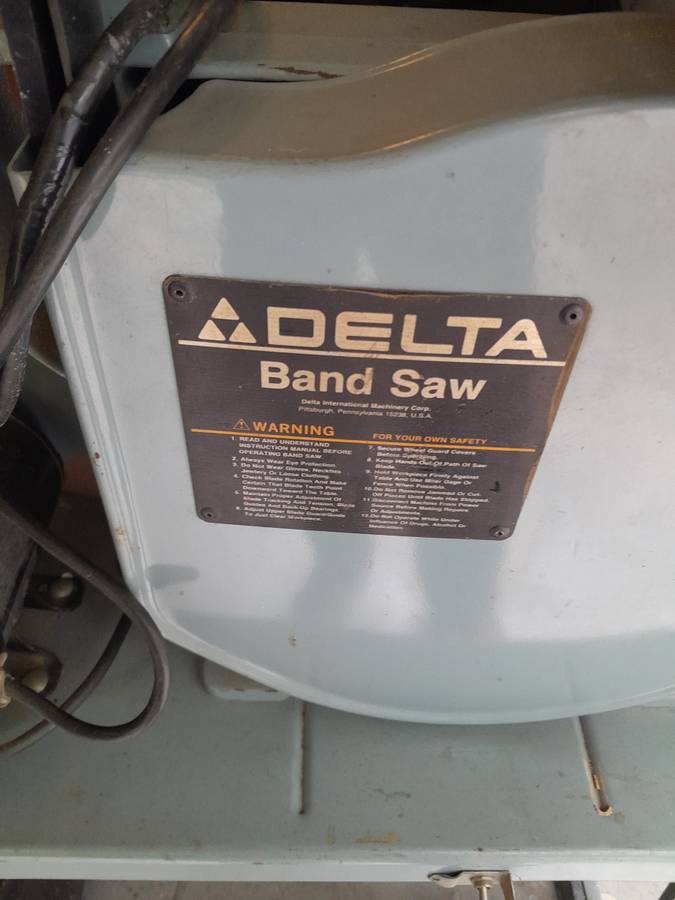 DELTA
Band Saw
Delta International Machinery Corp.
Pittsburgh, Pennsylvania 15238, U.S.A.
WARNING
1. READ AND UNDERSTAND
INSTRUCTION MANUAL BEFORE
OPERATING BAND SAW
2. Always Wear Eye Protection.
3. Do Not Wear Gloves, Neckties
Jewelry Or Loose Clothing.
4. Check Blade Rotation And Make
Certain That Blade Teeth Point
Downward Toward The Table.
5. Maintain Proper Adjustment Of
Blade Tracking And Tension, Blade
Guides And Back-Up Bearings.
6. Adjust Upper Blade Guard/Guide
To Just Clear Workpiece.
FOR YOUR OWN SAFETY
7. Secure Wheel Guard Covers
Before Operating.
8. Keep Hands Out Of Path Of Saw
Blade.
9. Hold Workpiece Firmly Against
Table And Use Miter Gage Or
Fence When Possible.
10. Do Not Remove Jammed Or Cut-
Off Pieces Until Blade Has Stopped.
11. Disconnect Machine From Power
Source Before Making Repairs
Or Adjustments.
12. Do Not Operate While Under
Influence Of Drugs, Alcohol Or
Medication.